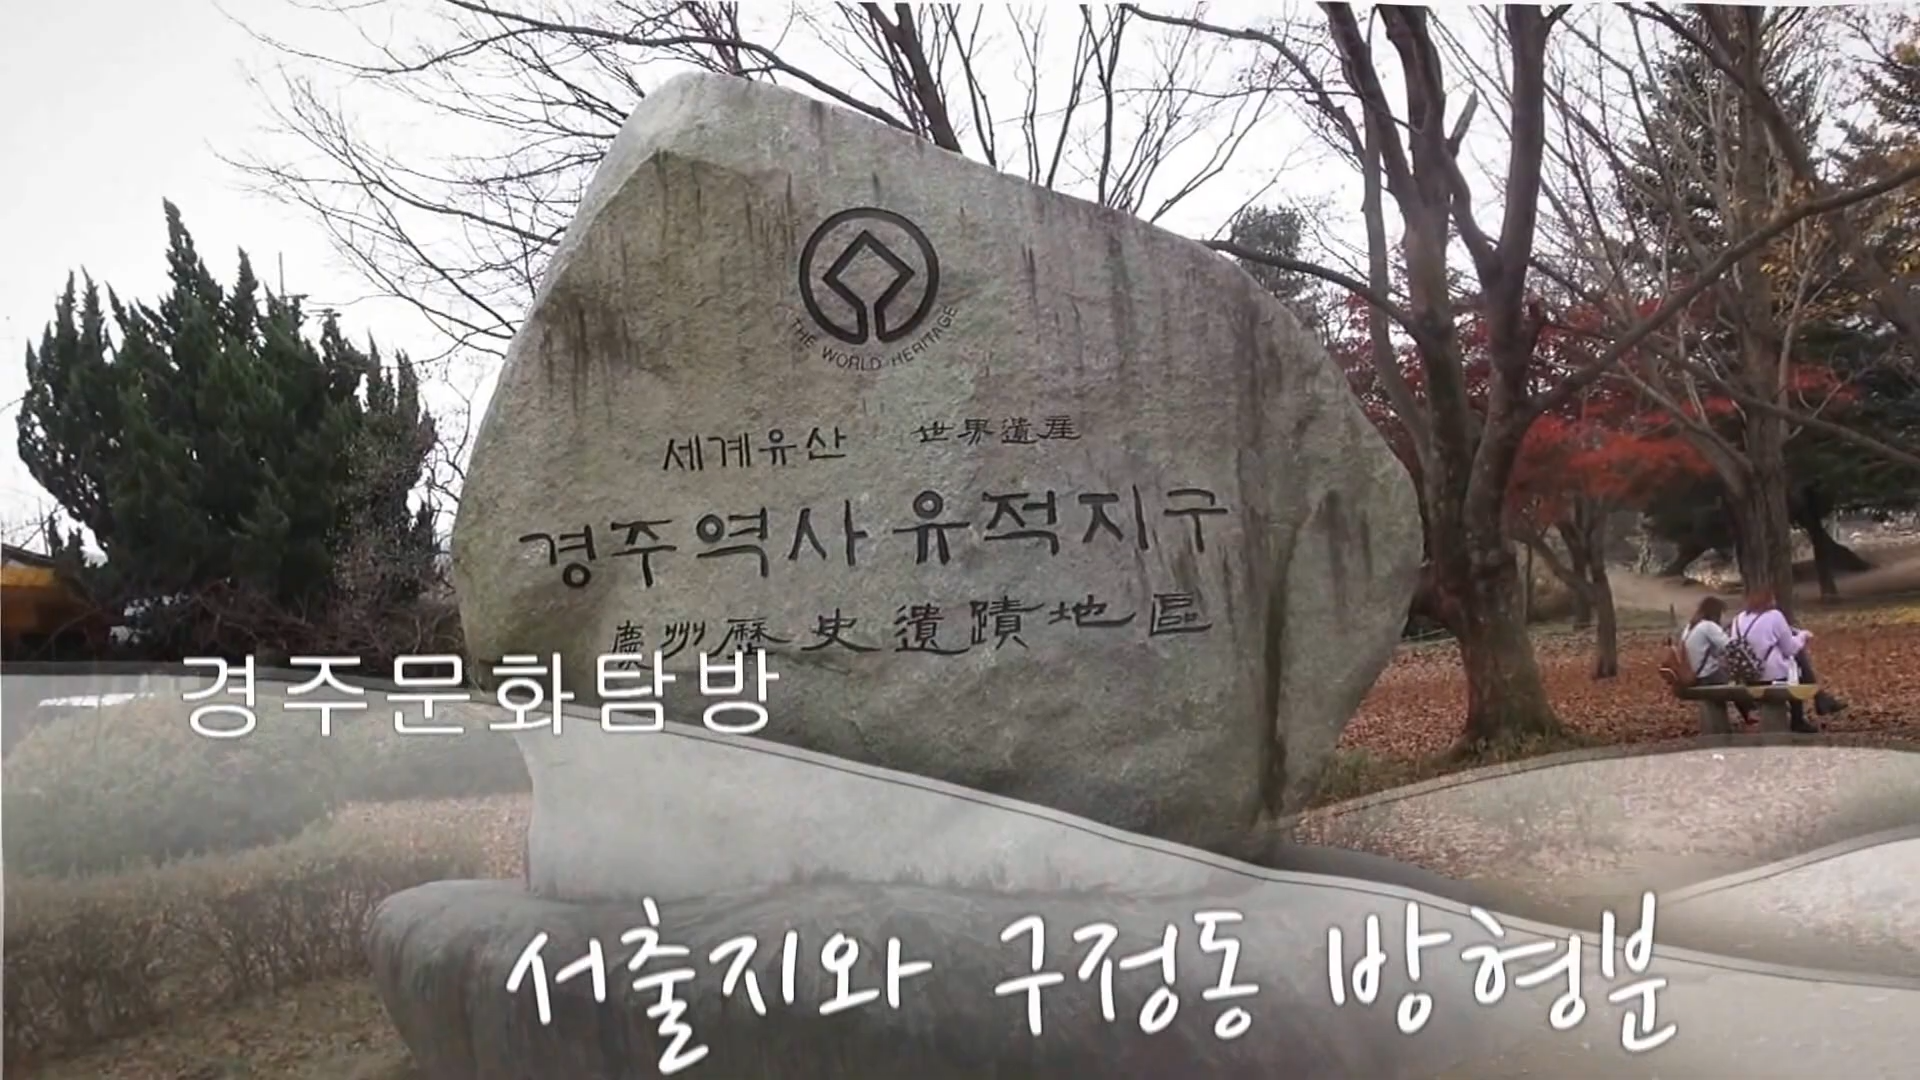 THE WORLD HERITAGE
세계유산 世界遺産
경주역사유적지구
慶州歷史遺蹟地區
경주문화탐방
서출지와 구정동 방형분